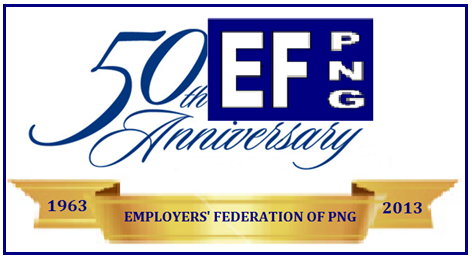 50th
EF
PNG
Anniversary
1963
EMPLOYERS' FEDERATION OF PNG
2013